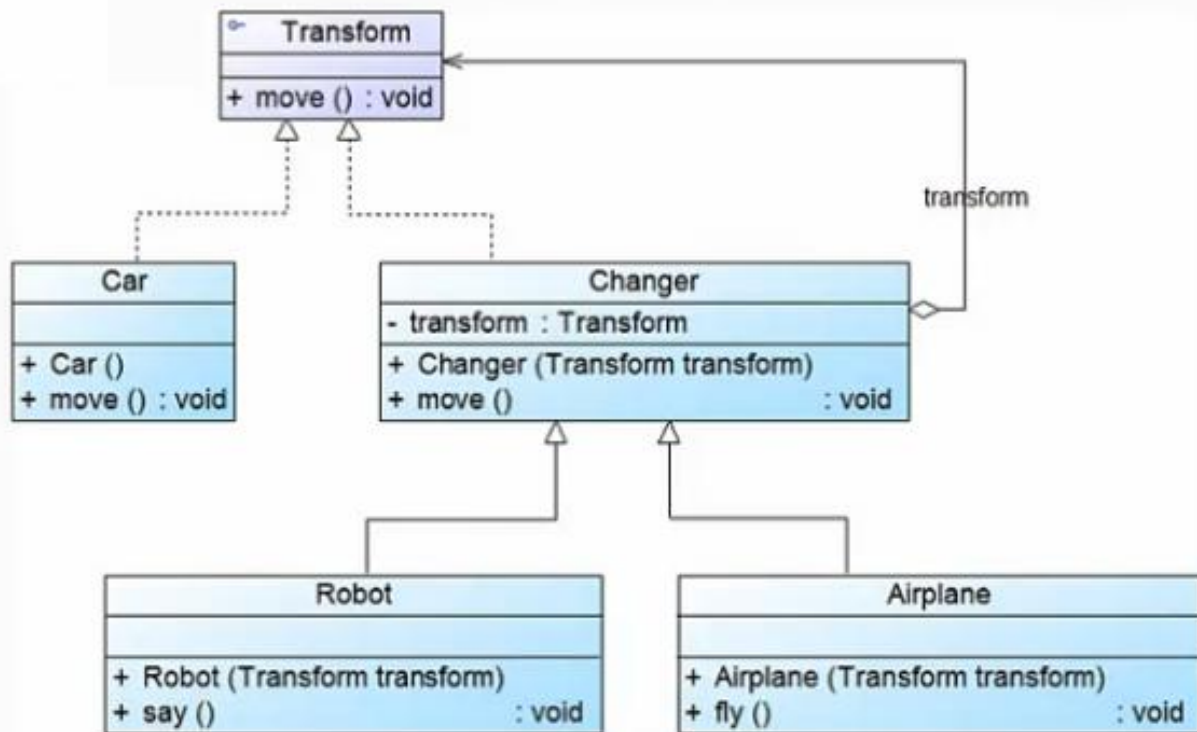 Transform
+ move () : void
transform
Car
+ Car ()
+ move () : void
Changer
- transform : Transform
+ Changer (Transform transform)
+ move () : void
Robot
+ Robot (Transform transform)
+ say () : void
Airplane
+ Airplane (Transform transform)
+ fly () : void